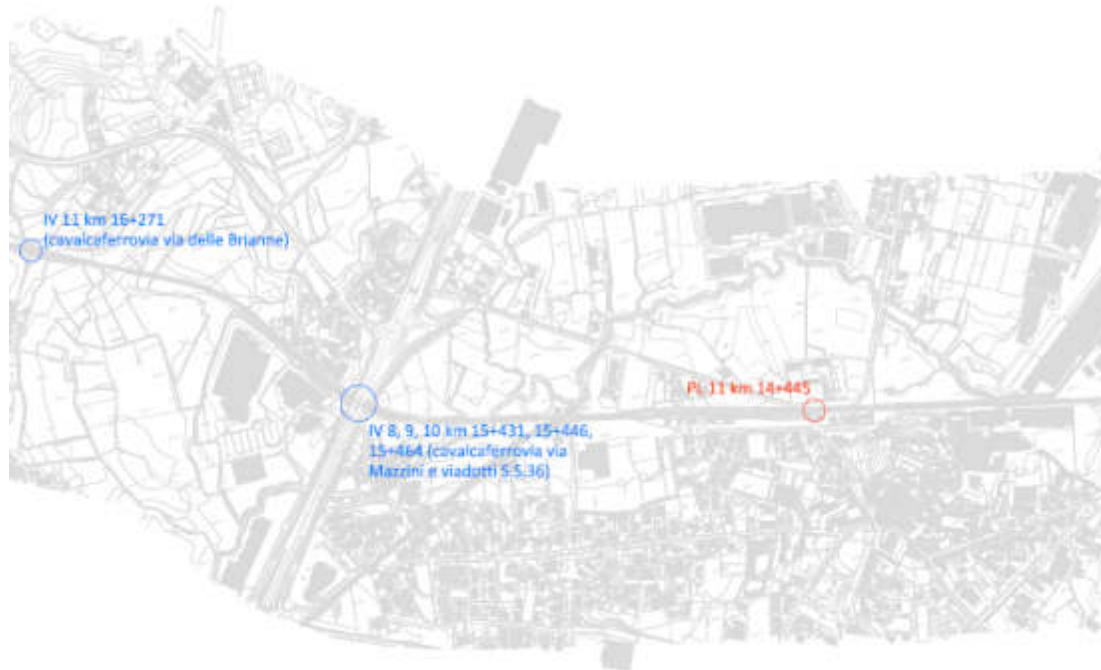 IV 11 km 16+271
(cavalcaferrovia via delle Brianne)
PL 11 km 14+445
IV 8, 9, 10 km 15+431, 15+446,
15+464 (cavalcaferrovia via
Mazzini e viadotti S.S.36)